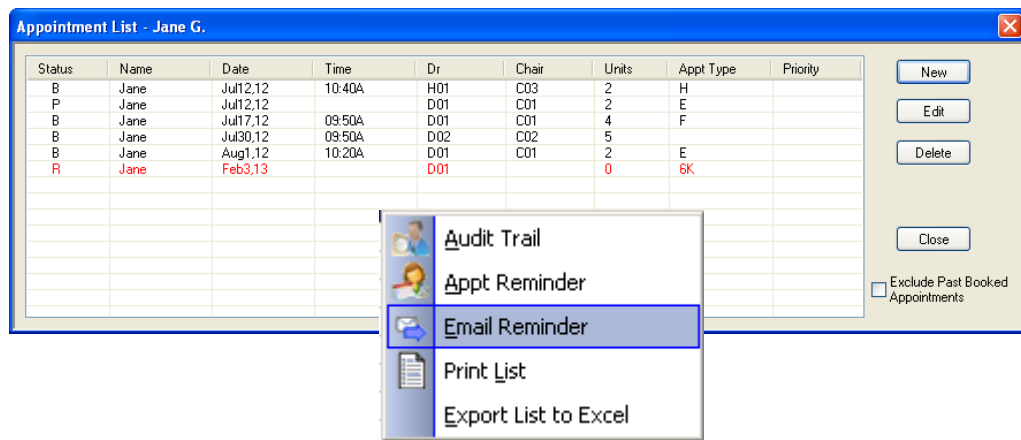 Appointment List - Jane G.
Status Name Date Time Dr Chair Units Appt Type Priority
B Jane Jul12,12 10:40A H01 C03 2 H
P Jane Jul12,12 D01 C01 2 E
B Jane Jul17,12 09:50A D01 C01 4 F
B Jane Jul30,12 09:50A D02 C02 5
B Jane Aug1,12 10:20A D01 C01 2 E
R Jane Feb3,13 D01 0 6K
New
Edit
Delete
Close
Exclude Past Booked
Appointments
Audit Trail
Appt Reminder
Email Reminder
Print List
Export List to Excel